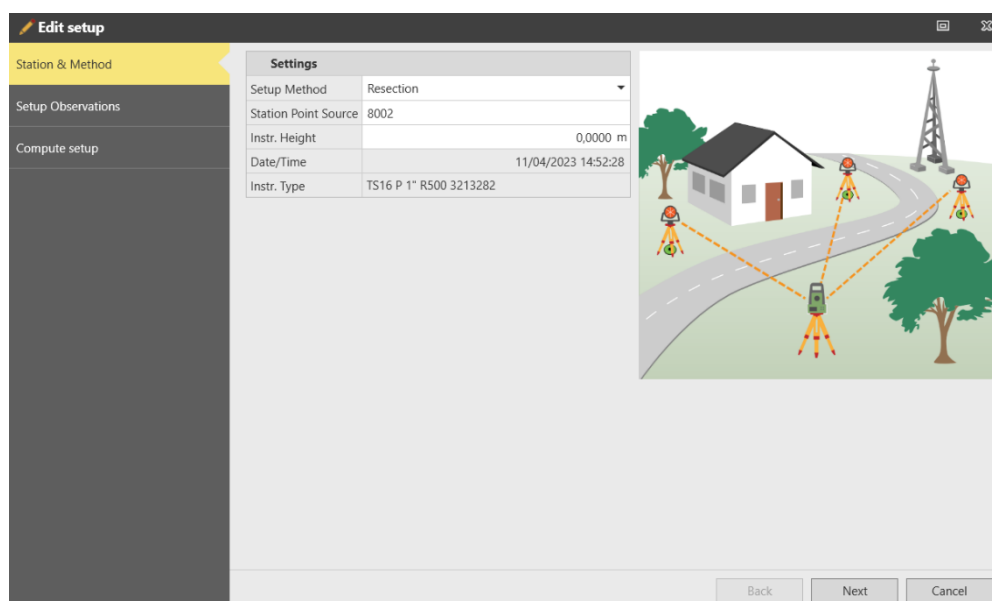 Edit setup
Station & Method
Setup Observations
Compute setup
Settings
Setup Method Resection
Station Point Source 8002
Instr. Height 0,0000 m
Date/Time 11/04/2023 14:52:28
Instr. Type TS16 P 1" R500 3213282
Back Next Cancel